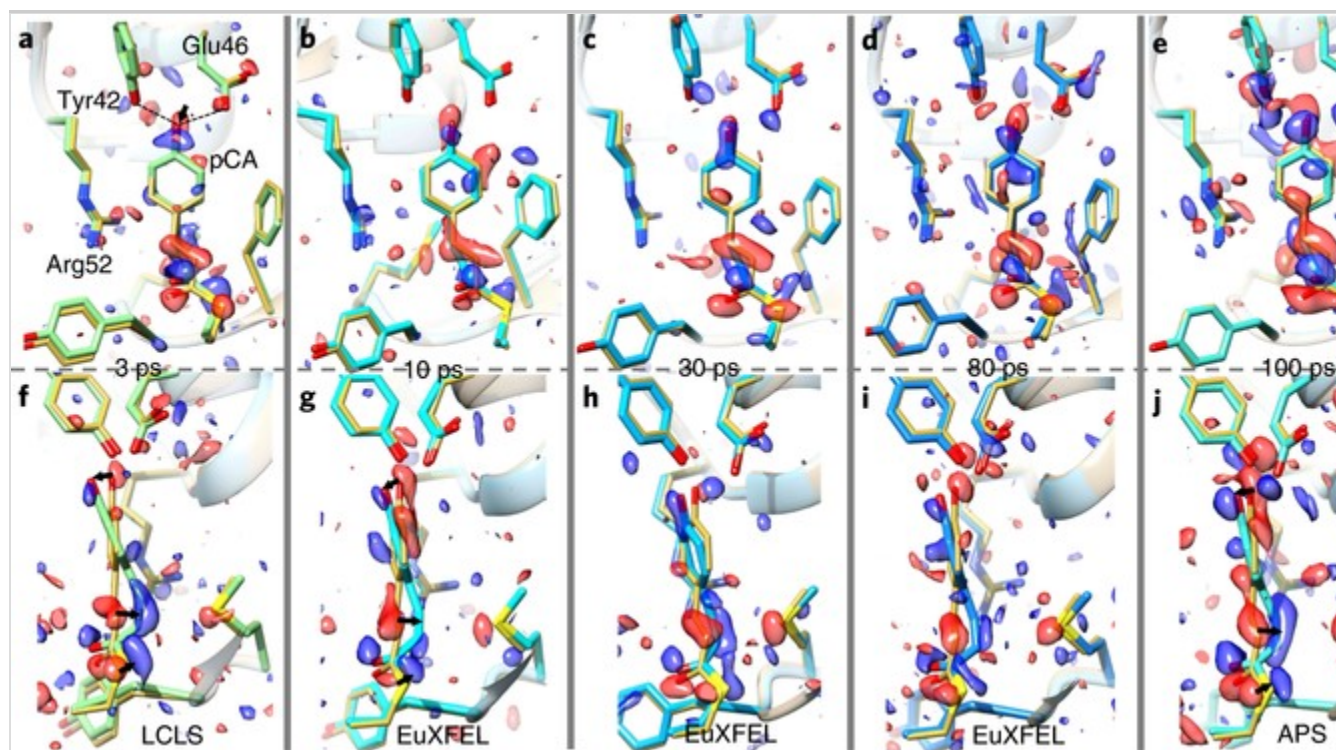 a
Glu46
Tyr42
pCA
Arg52
b
c
d
e
3 ps
10 ps
30 ps
80 ps
100 ps
f
g
h
i
j
LCLS
EuXFEL
EuXFEL
EuXFEL
APS